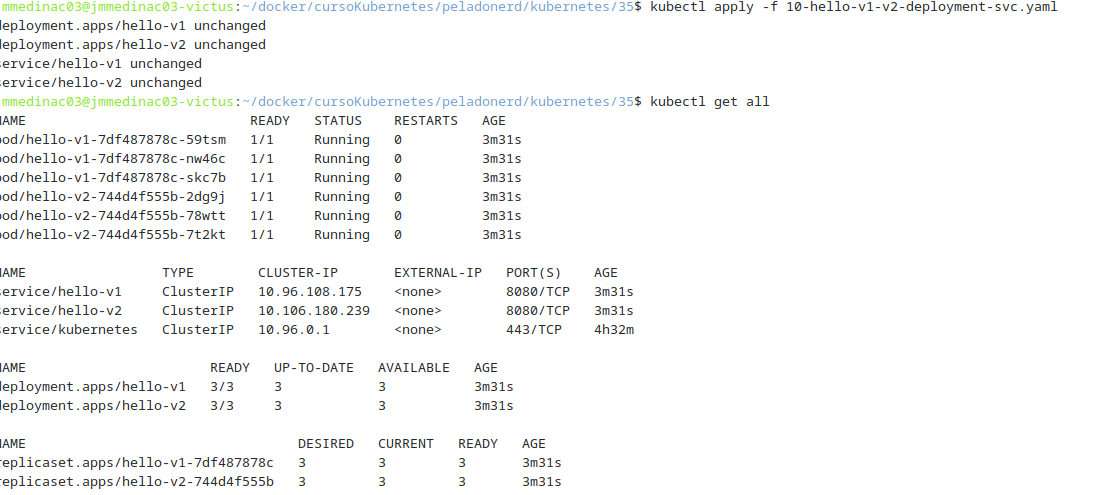 mmedinac03@jmmedinac03-victus:~/docker/cursoKubernetes/peladonerd/kubernetes/35$ kubectl apply -f 10-hello-v1-v2-deployment-svc.yaml
deployment.apps/hello-v1 unchanged
deployment.apps/hello-v2 unchanged
service/hello-v1 unchanged
service/hello-v2 unchanged
mmedinac03@jmmedinac03-victus:~/docker/cursoKubernetes/peladonerd/kubernetes/35$ kubectl get all
NAME READY STATUS RESTARTS AGE
pod/hello-v1-7df487878c-59tsm 1/1 Running 0 3m31s
pod/hello-v1-7df487878c-nw46c 1/1 Running 0 3m31s
pod/hello-v1-7df487878c-skc7b 1/1 Running 0 3m31s
pod/hello-v2-744d4f555b-2dg9j 1/1 Running 0 3m31s
pod/hello-v2-744d4f555b-78wtt 1/1 Running 0 3m31s
pod/hello-v2-744d4f555b-7t2kt 1/1 Running 0 3m31s
NAME TYPE CLUSTER-IP EXTERNAL-IP PORT(S) AGE
service/hello-v1 ClusterIP 10.96.108.175 <none> 8080/TCP 3m31s
service/hello-v2 ClusterIP 10.106.180.239 <none> 8080/TCP 3m31s
service/kubernetes ClusterIP 10.96.0.1 <none> 443/TCP 4h32m
NAME READY UP-TO-DATE AVAILABLE AGE
deployment.apps/hello-v1 3/3 3 3 3m31s
deployment.apps/hello-v2 3/3 3 3 3m31s
NAME DESIRED CURRENT READY AGE
replicaset.apps/hello-v1-7df487878c 3 3 3 3m31s
replicaset.apps/hello-v2-744d4f555b 3 3 3 3m31s